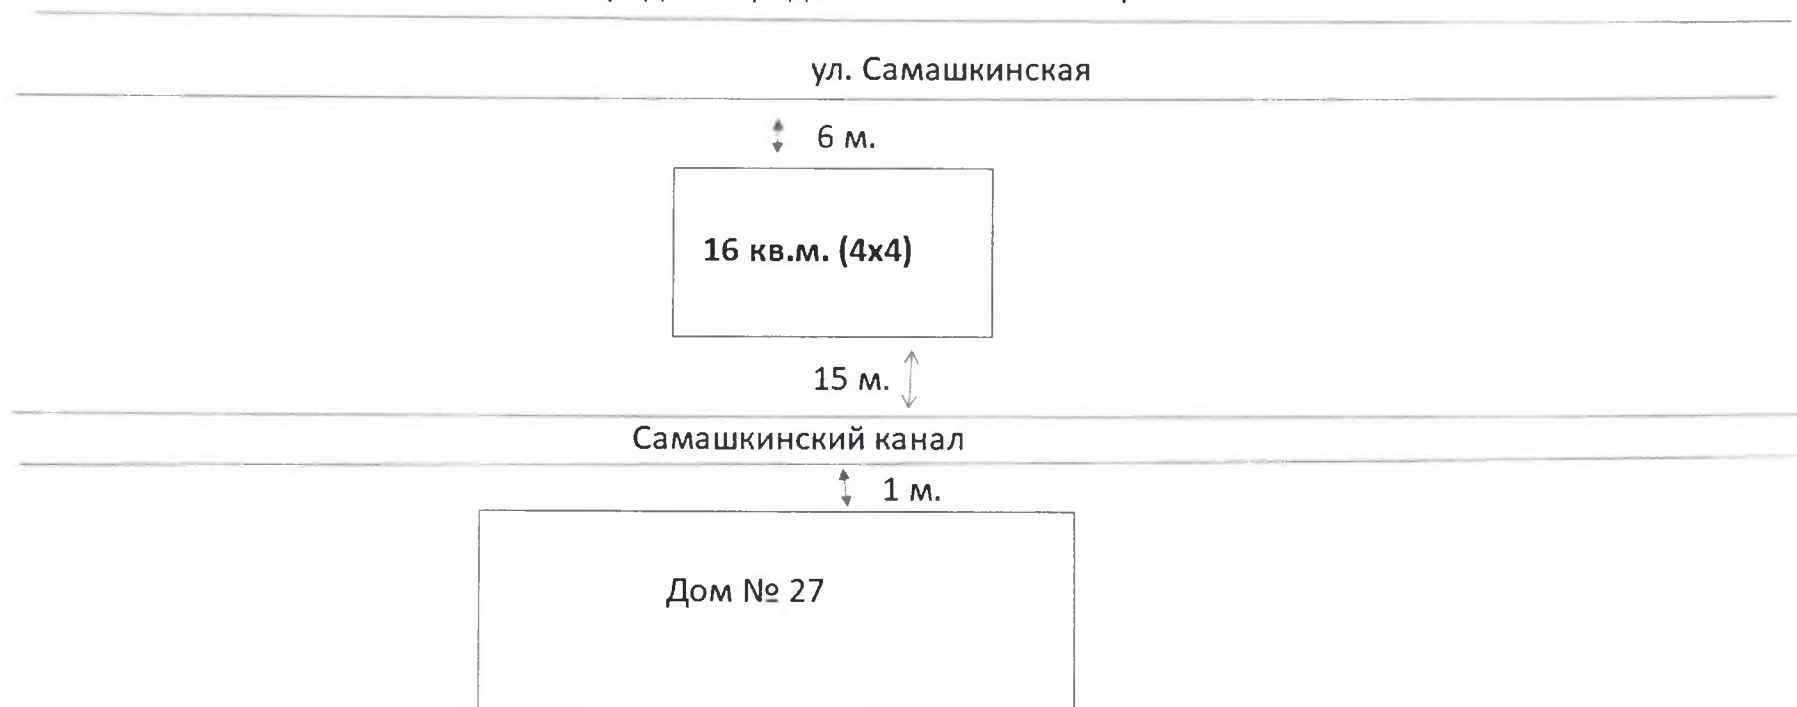 ул. Самашкинская
6 м.
16 кв.м. (4х4)
15 м.
Самашкинский канал
1 м.
Дом № 27